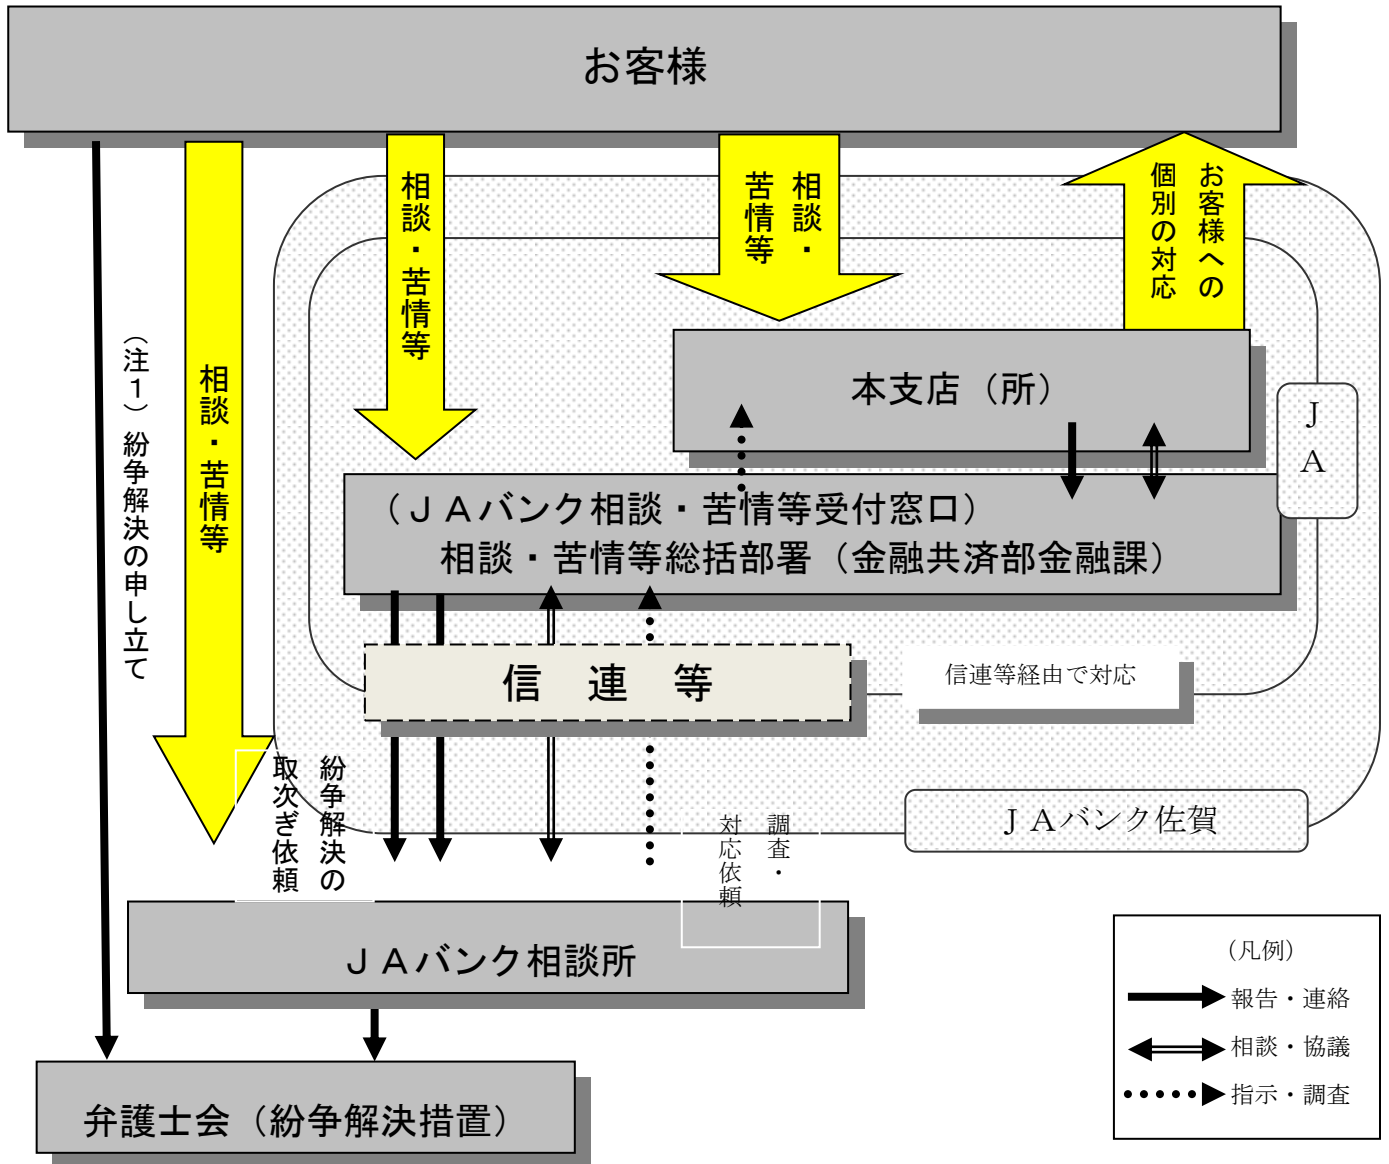 お客様
（注１）紛争解決の申し立て
相談・苦情等
相談・苦情等
相談・
苦情等
お客様への
個別の対応
本支店（所）
ＪＡ
（ＪＡバンク相談・苦情等受付窓口）
相談・苦情等総括部署（金融共済部金融課）
信　連　等
信連等経由で対応
紛争解決の
取次ぎ依頼
調査・
対応依頼
ＪＡバンク佐賀
ＪＡバンク相談所
弁護士会（紛争解決措置）
（凡例）
報告・連絡
相談・協議
指示・調査